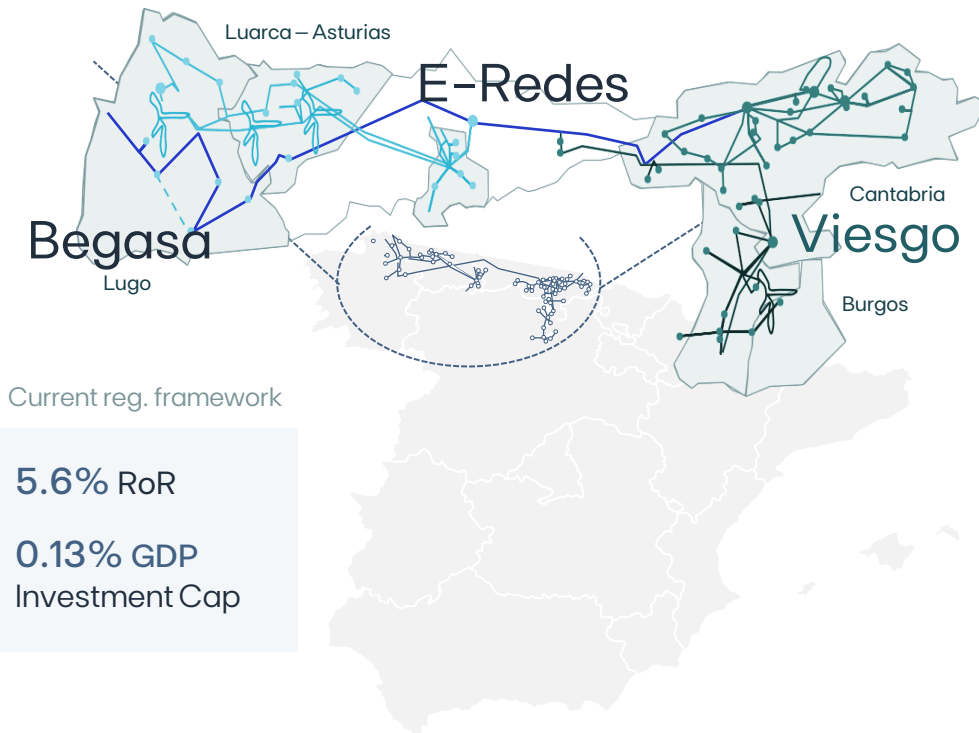 Luarca – Asturias
E-Redes
Cantabria
Begasa
Viesgo
Lugo
Burgos
Current reg. framework
5.6% RoR
0.13% GDP
Investment Cap